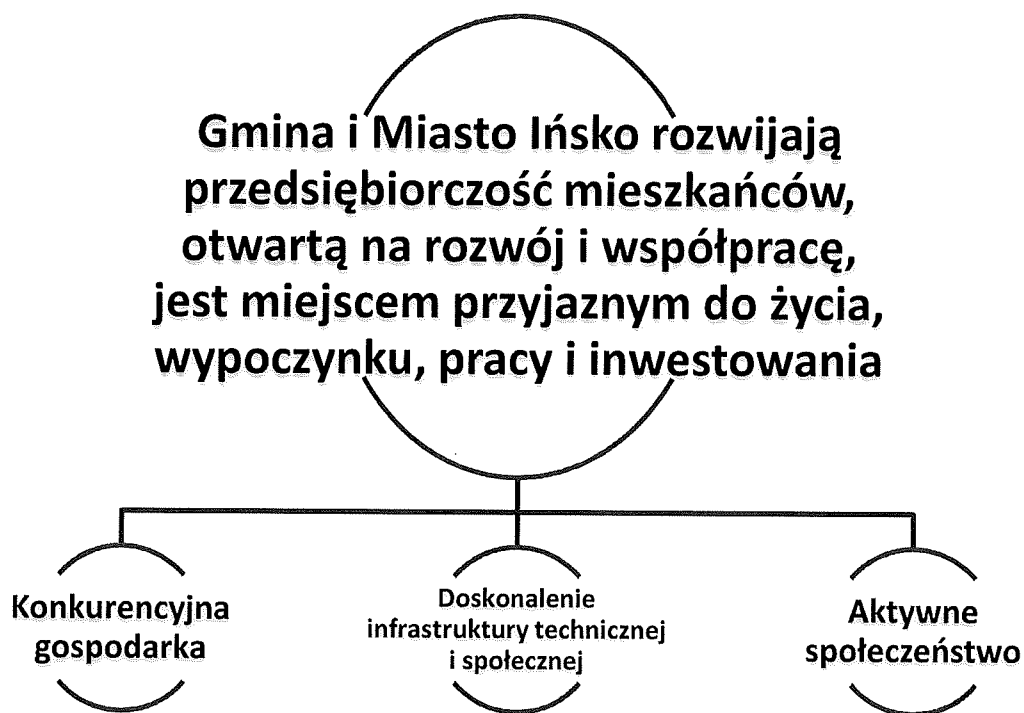 Gmina i Miasto Ińsko rozwijają
przedsiębiorczość mieszkańców,
otwartą na rozwój i współpracę,
jest miejscem przyjaznym do życia,
wypoczynku, pracy i inwestowania
Konkurencyjna
gospodarka
Doskonalenie
infrastruktury technicznej
i społecznej
Aktywne
społeczeństwo